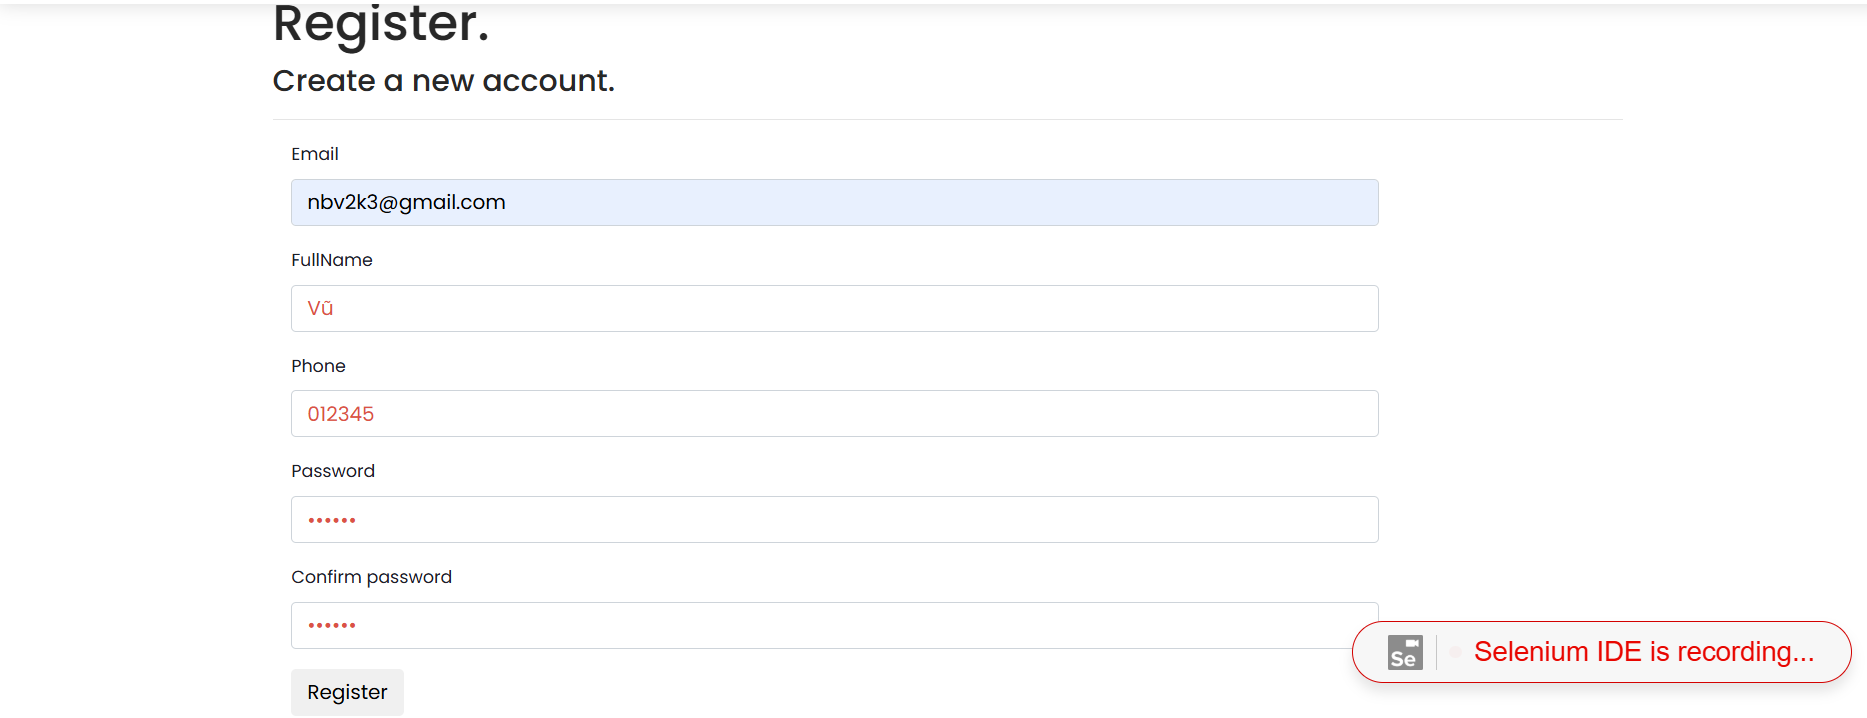 Register.
Create a new account.
Email
nbv2k3@gmail.com
FullName
Vũ
Phone
012345
Password
••••••
Confirm password
••••••
Se
Selenium IDE is recording...
Register